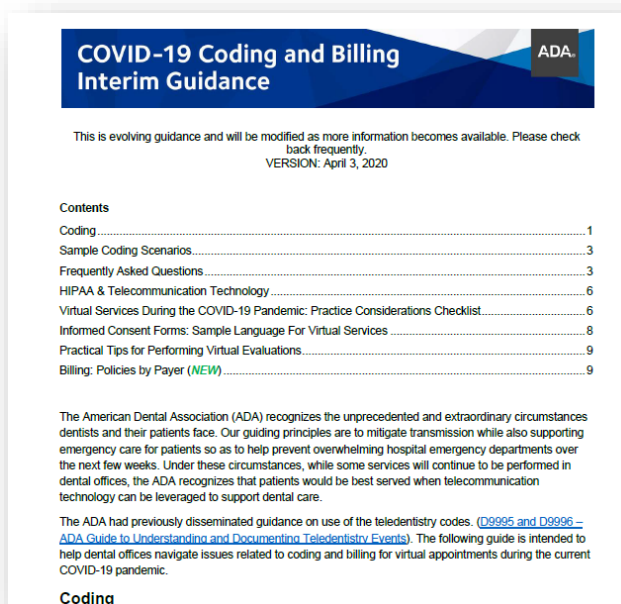 COVID-19 Coding and Billing
Interim Guidance
ADA.
This is evolving guidance and will be modified as more information becomes available. Please check
back frequently.
VERSION: April 3, 2020
Contents
Coding.......................................................................................................................1
Sample Coding Scenarios.......................................................................................................................3
Frequently Asked Questions.......................................................................................................................3
HIPAA & Telecommunication Technology.......................................................................................................................6
Virtual Services During the COVID-19 Pandemic: Practice Considerations Checklist.......................................................6
Informed Consent Forms: Sample Language For Virtual Services.......................................................8
Practical Tips for Performing Virtual Evaluations.......................................................9
Billing: Policies by Payer (NEW).......................................................9
The American Dental Association (ADA) recognizes the unprecedented and extraordinary circumstances
dentists and their patients face. Our guiding principles are to mitigate transmission while also supporting
emergency care for patients so as to help prevent overwhelming hospital emergency departments over
the next few weeks. Under these circumstances, while some services will continue to be performed in
dental offices, the ADA recognizes that patients would be best served when telecommunication
technology can be leveraged to support dental care.
The ADA had previously disseminated guidance on use of the teledentistry codes. (D9995 and D9996 –
ADA Guide to Understanding and Documenting Teledentistry Events). The following guide is intended to
help dental offices navigate issues related to coding and billing for virtual appointments during the current
COVID-19 pandemic.
Coding